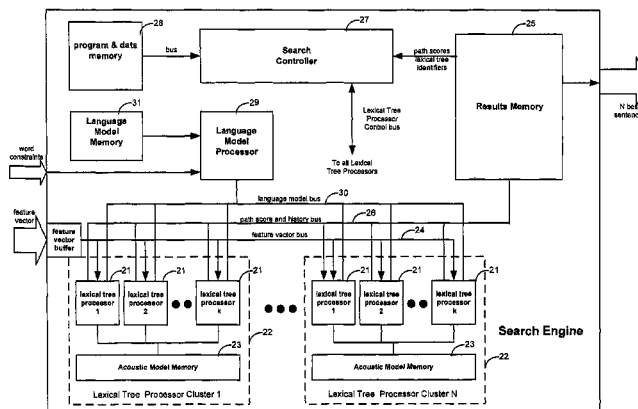 28
program & data
memory
bus
27
Search
Controller
path scores
lexical tree
identifiers
25
Results Memory
N best
sentenc
31
Language
Model
Memory
29
Language
Model
Processor
Lexical Tree
Processor
Control bus
To all Lexical
Tree Processors
word
constraints
language model bus
30
path score and history bus
26
feature
vector
feature
vector
buffer
feature vector bus
24
21
21
21
21
21
21
lexical tree
processor
1
lexical tree
processor
2
lexical tree
processor
k
lexical tree
processor
1
lexical tree
processor
2
lexical tree
processor
k
Search Engine
23
Acoustic Model Memory
22
23
Acoustic Model Memory
22
Lexical Tree Processor Cluster 1
Lexical Tree Processor Cluster N